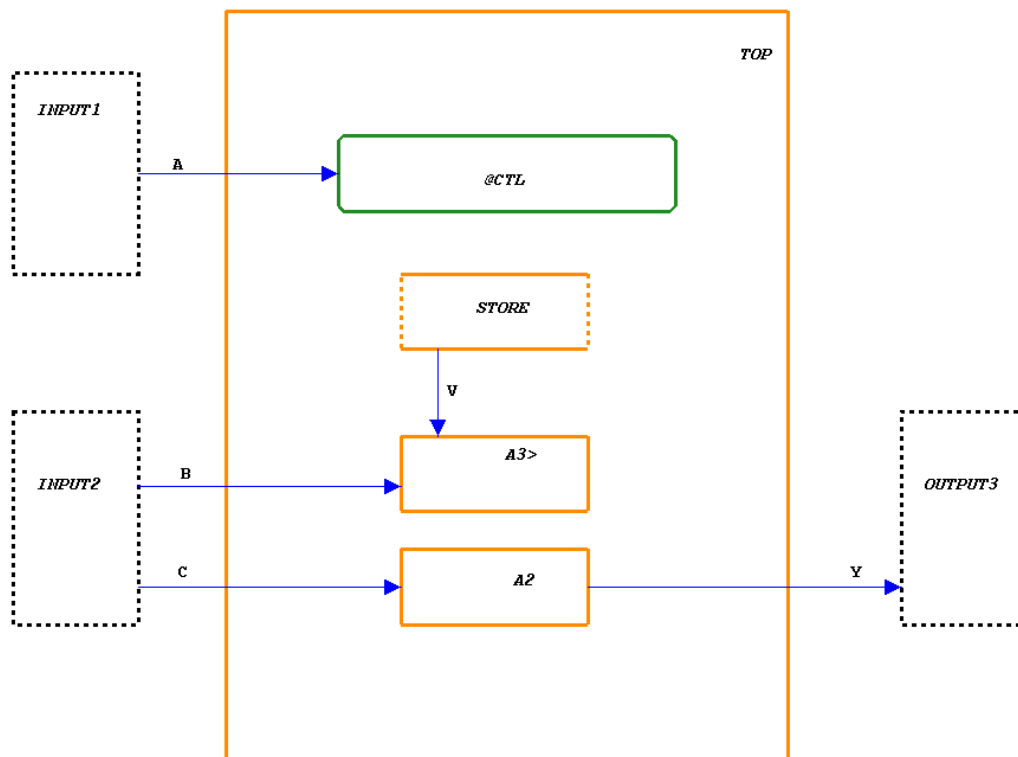 TOP
INPUT1
A
@CTL
STORE
V
A3>
B
INPUT2
OUTPUT3
C
A2
Y